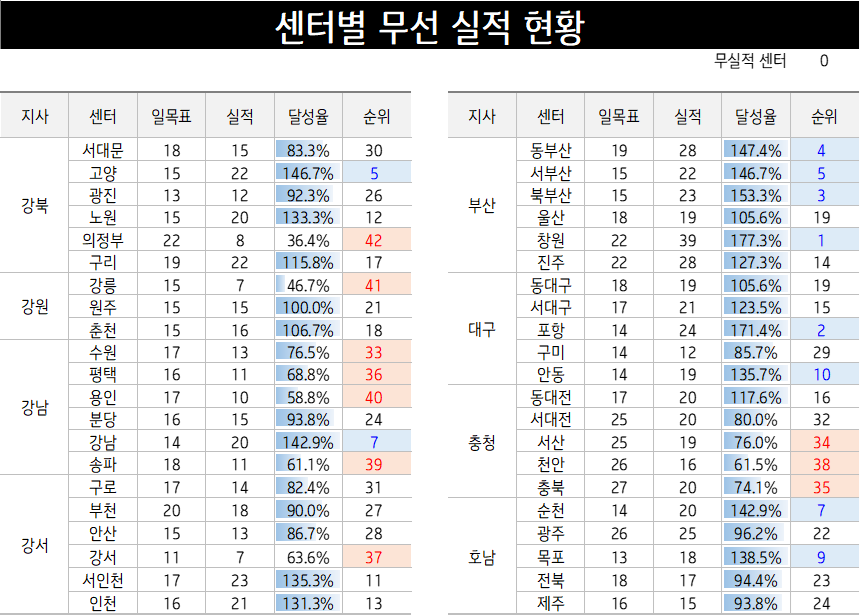 센터별 무선 실적 현황
무실적 센터 0
지사 센터 일목표 실적 달성율 순위
강북
서대문 18 15 83.3% 30
고양 15 22 146.7% 5
광진 13 12 92.3% 26
노원 15 20 133.3% 12
의정부 22 8 36.4% 42
구리 19 22 115.8% 17
강원
강릉 15 7 46.7% 41
원주 15 15 100.0% 21
춘천 15 16 106.7% 18
강남
수원 17 13 76.5% 33
평택 16 11 68.8% 36
용인 17 10 58.8% 40
분당 16 15 93.8% 24
강남 14 20 142.9% 7
송파 18 11 61.1% 39
강서
구로 17 14 82.4% 31
부천 20 18 90.0% 27
안산 15 13 86.7% 28
강서 11 7 63.6% 37
서인천 17 23 135.3% 11
인천 16 21 131.3% 13
지사 센터 일목표 실적 달성율 순위
부산
동부산 19 28 147.4% 4
서부산 15 22 146.7% 5
북부산 15 23 153.3% 3
울산 18 19 105.6% 19
창원 22 39 177.3% 1
진주 22 28 127.3% 14
대구
동대구 18 19 105.6% 19
서대구 17 21 123.5% 15
포항 14 24 171.4% 2
구미 14 12 85.7% 29
안동 14 19 135.7% 10
충청
동대전 17 20 117.6% 16
서대전 25 20 80.0% 32
서산 25 19 76.0% 34
천안 26 16 61.5% 38
충북 27 20 74.1% 35
호남
순천 14 20 142.9% 7
광주 26 25 96.2% 22
목포 13 18 138.5% 9
전북 18 17 94.4% 23
제주 16 15 93.8% 24